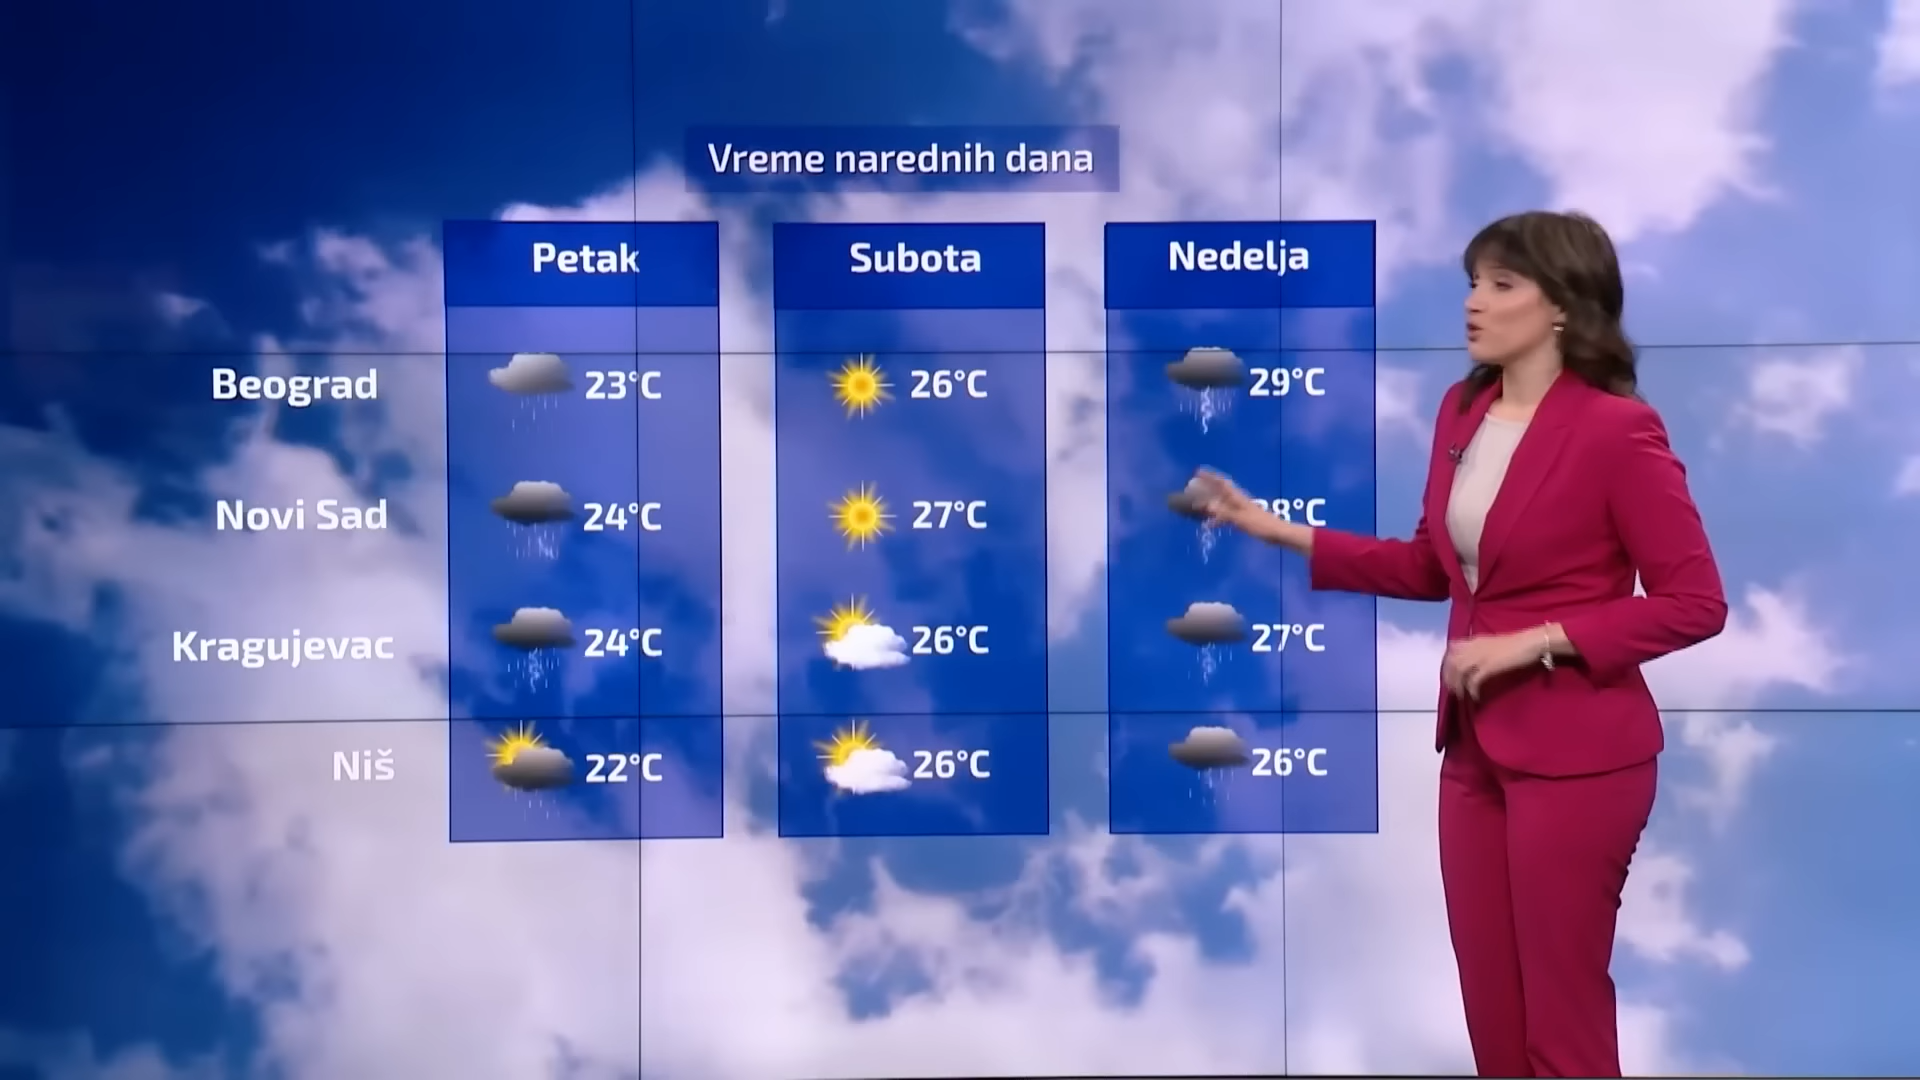 Vreme narednih dana
Petak Subota Nedelja
Beograd 23°C 26°C 29°C
Novi Sad 24°C 27°C
Kragujevac 24°C 26°C 27°C
Niš 22°C 26°C 26°C